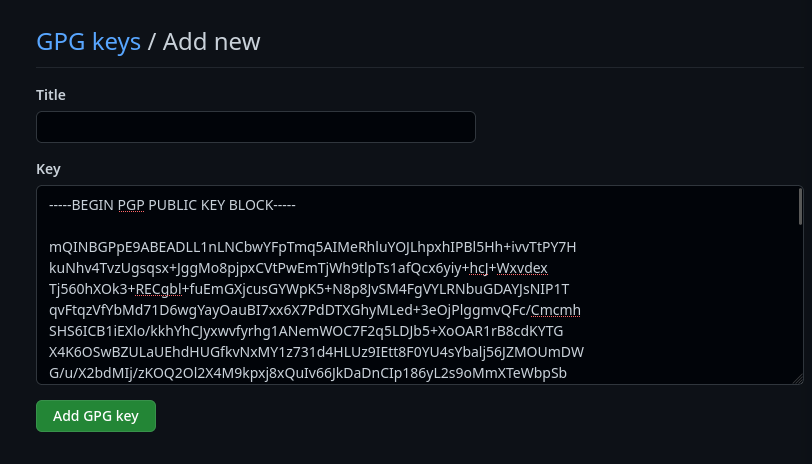 GPG keys / Add new
Title
Key
-----BEGIN PGP PUBLIC KEY BLOCK-----
mQINBGPpE9ABEADLL1nLNCbwYFpTmq5AIMeRhluYOJLhpxhIPBl5Hh+ivvTtPY7H
kuNhv4TvzUgsqsx+JggMo8pjpxCVtPwEmTjWh9tlpTs1afQcx6yiy+hcJ+Wxvdex
Tj560hXOk3+RECgbl+fuEmGXjcusGYWpK5+N8p8JvSM4FgVYLRNbuGDAYJsNIP1T
qvFtqzVfYbMd71D6wgYayOauBI7xx6X7PdDTXGhyMLed+3eOjPlggmvQFc/Cmcmh
SHS6ICB1iEXlo/kkhYhCJyxwvfyrhg1ANemWOC7F2q5LDJb5+XoOAR1rB8cdKYTG
X4K6OSwBZULaUEhdHUGfkvNxMY1z731d4HLUz9IEtt8F0YU4sYbalj56JZMOUmDW
G/u/X2bdMIj/zKOQ2Ol2X4M9kpxj8xQuIv66JkDaDnCIp186yL2s9oMmXTeWbpSb
Add GPG key